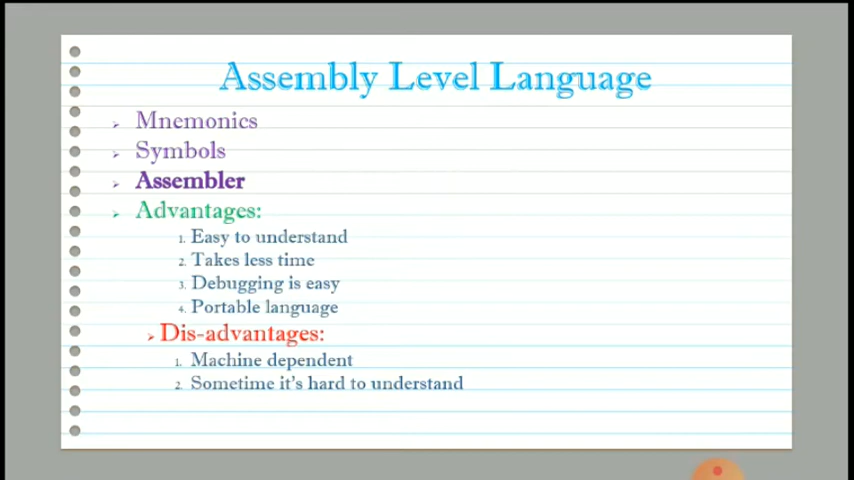 Assembly Level Language
Mnemonics
Symbols
Assembler
Advantages:
1. Easy to understand
2. Takes less time
3. Debugging is easy
4. Portable language
Dis-advantages:
1. Machine dependent
2. Sometime it's hard to understand